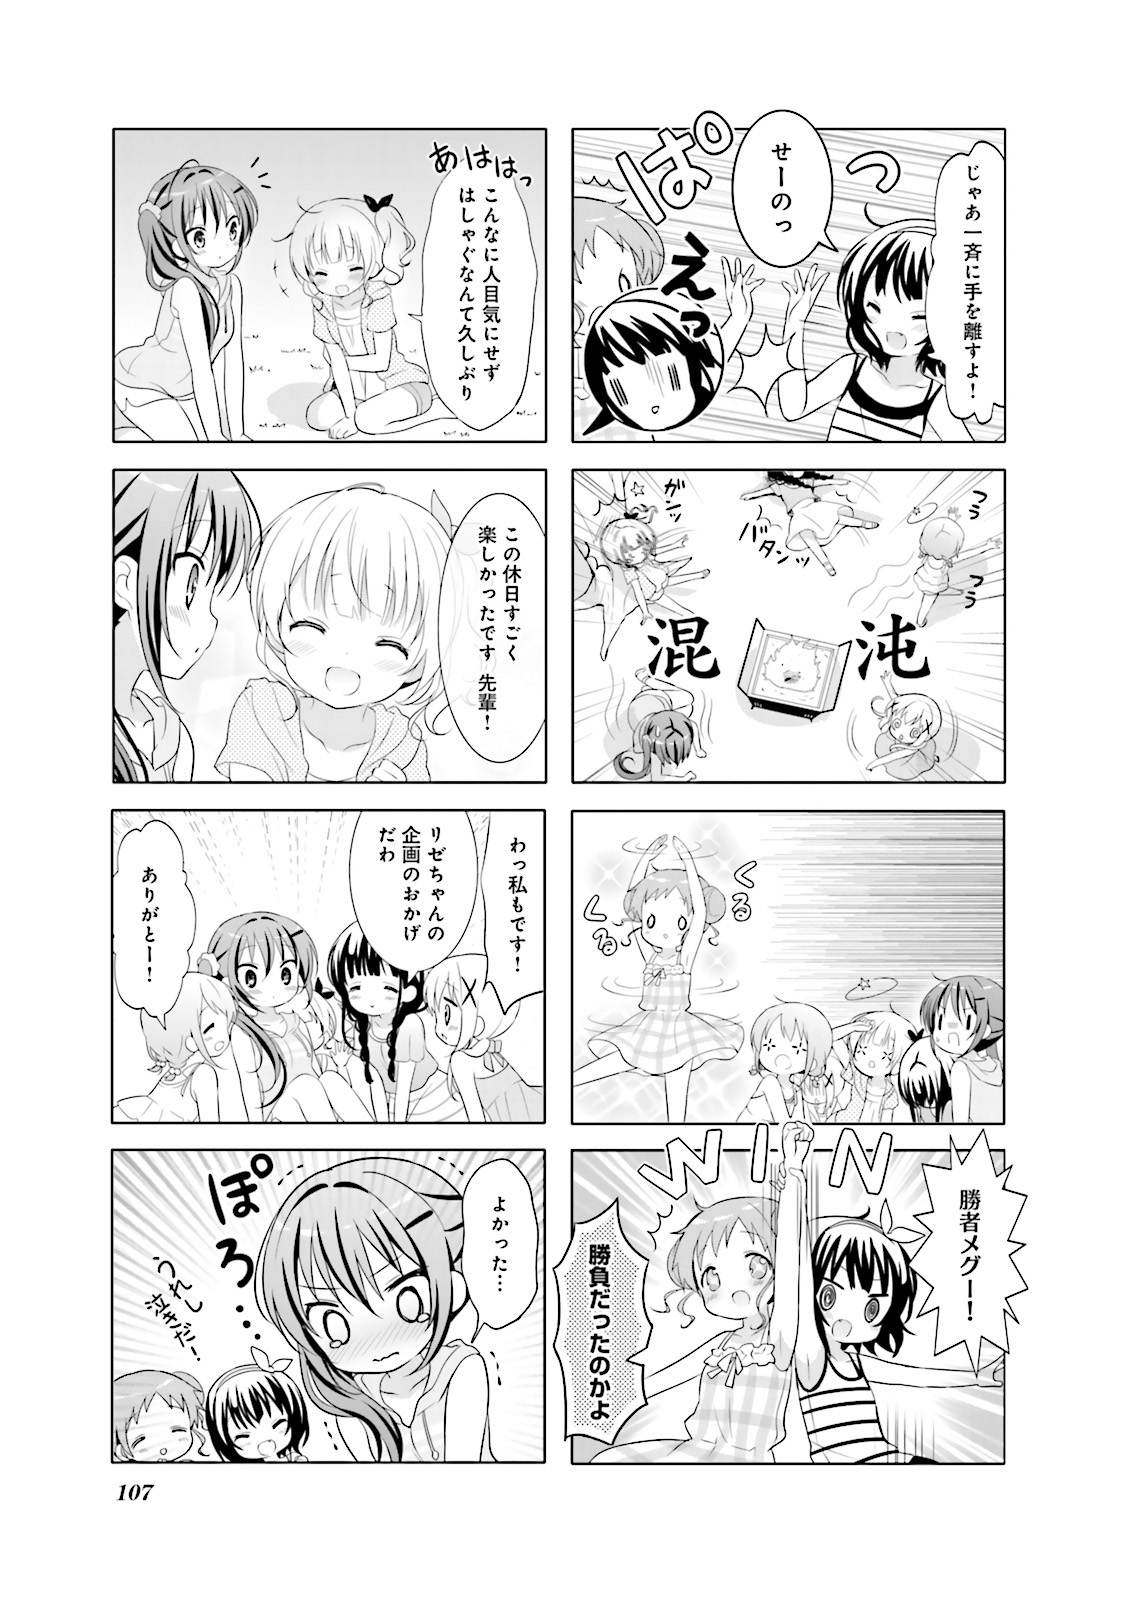 じゃあ一斉に手を離すよ！
せーのっ
ぱっ
えっ
ガンッ
バタンッ
つう
つう
混沌
くる
くる
勝者メグー！
WIN
勝負だったのかよ
あははっ
こんなに人目気にせず
はしゃぐなんて久しぶり
この休日すごく
楽しかったです 先輩！
わっ私もです！
リゼちゃんの
企画のおかげ
だわ
ありがとー！
よかった…
ぽろ…
うれし
泣きだー！
107